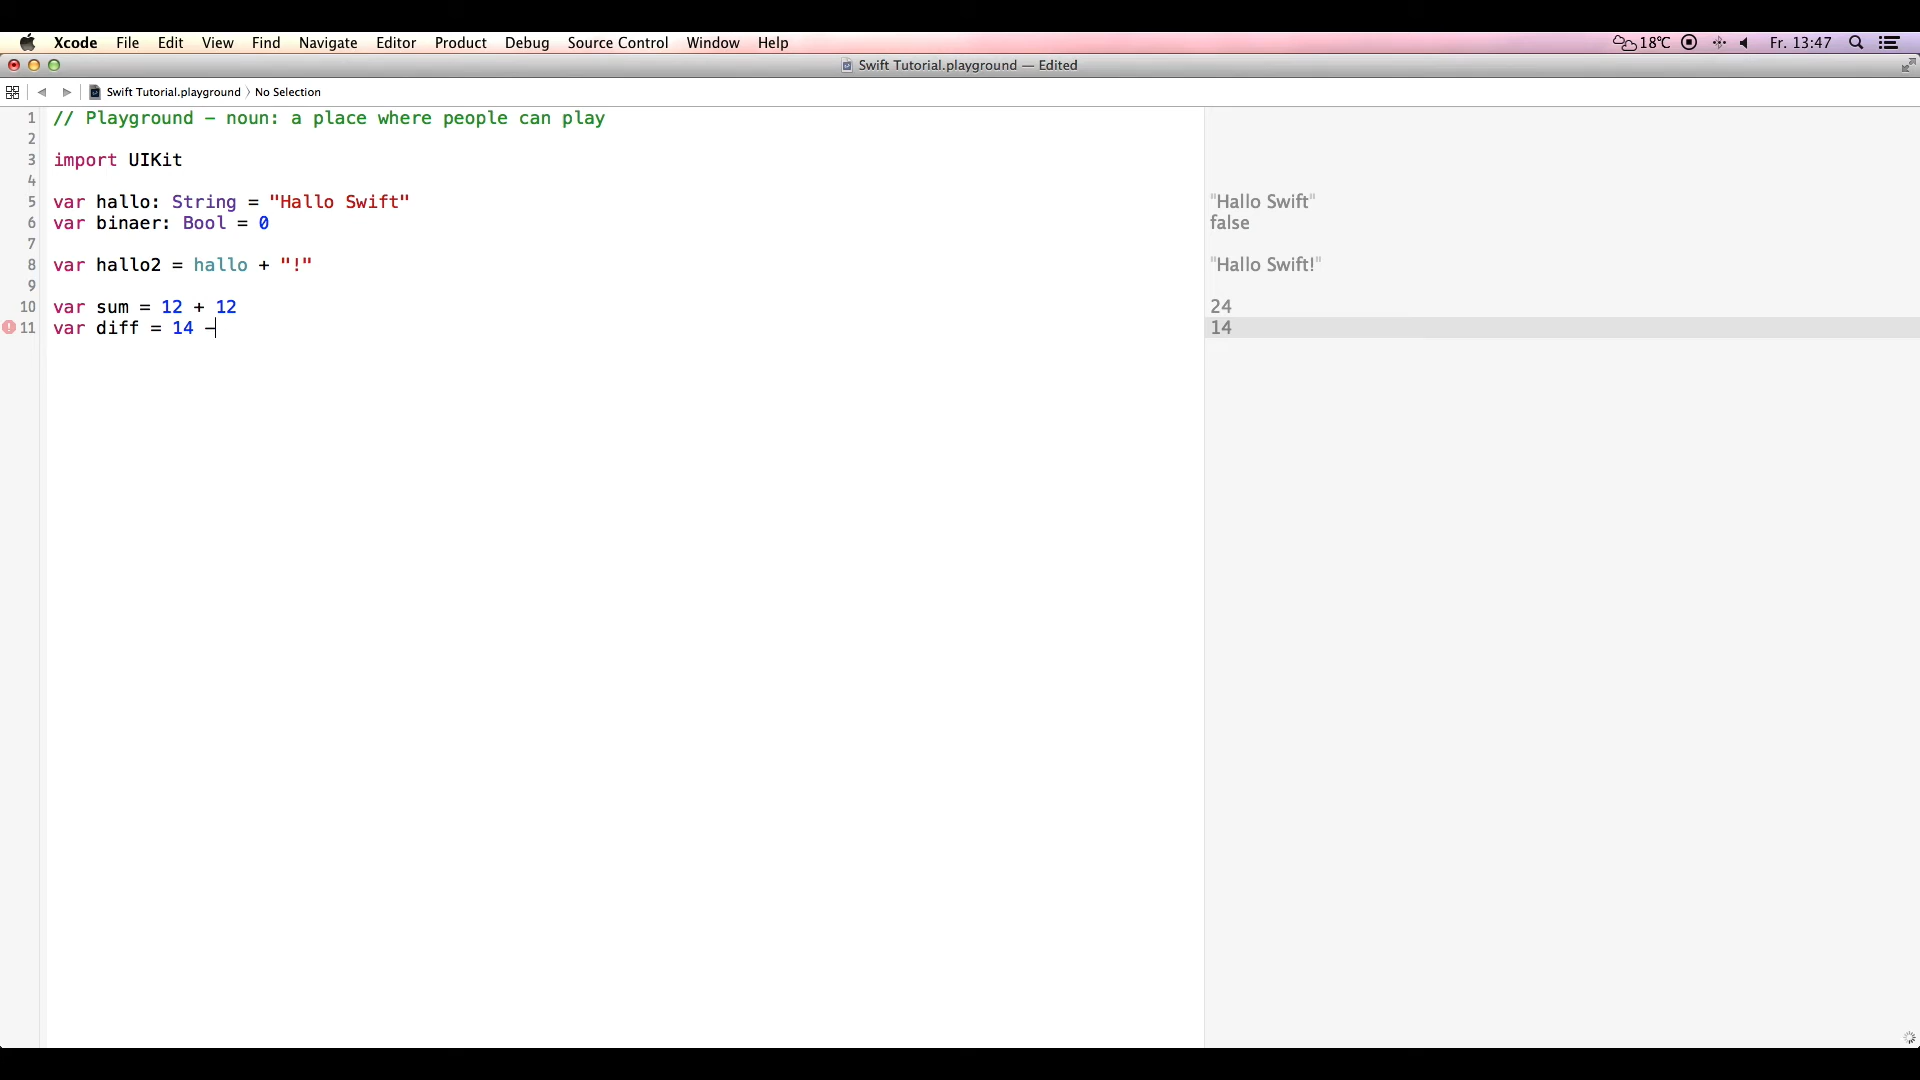 Xcode File Edit View Find Navigate Editor Product Debug Source Control Window Help 18°C Fr. 13:47
Swift Tutorial.playground — Edited
Swift Tutorial.playground 〉 No Selection
1 // Playground - noun: a place where people can play
2
3 import UIKit
4
5 var hallo: String = "Hallo Swift" "Hallo Swift"
6 var binaer: Bool = 0 false
7
8 var hallo2 = hallo + "!" "Hallo Swift!"
9
10 var sum = 12 + 12 24
11 var diff = 14 - 14